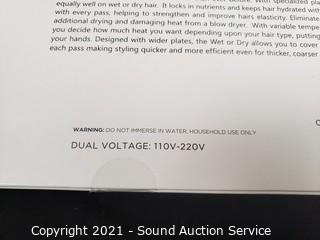 equally well on wet or dry hair. It locks in nutrients and keeps hair hydrated with
with every pass, helping to strengthen and improve hairs elasticity. Eliminate
additional drying and damaging heat from a blow dryer. With variable tempe
you decide how much heat you want depending upon your hair type, putting
your hands. Designed with wider plates, the Wet or Dry allows you to cover
each pass making styling quicker and more efficient even for thicker, coarser
WARNING: DO NOT IMMERSE IN WATER, HOUSEHOLD USE ONLY
DUAL VOLTAGE: 110V-220V
Copyright 2021 - Sound Auction Service